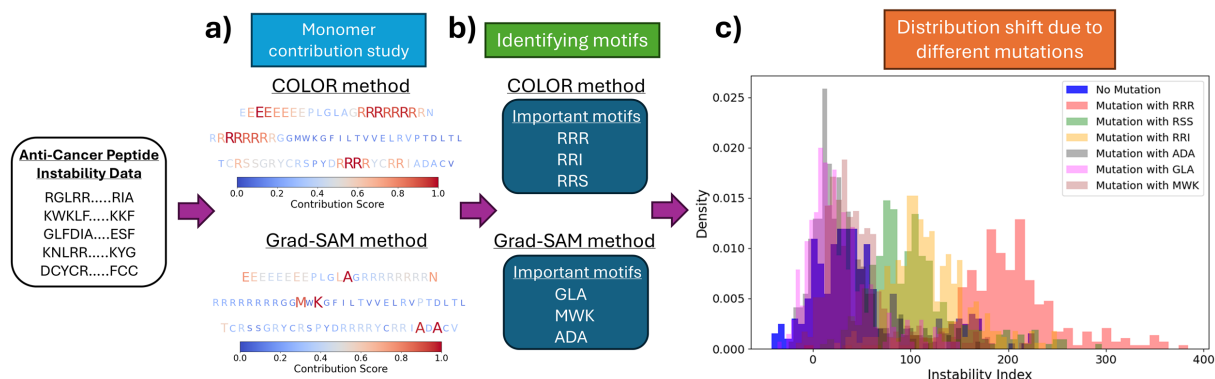 Anti-Cancer Peptide
Instability Data
RGLRR.....RIA
KWKLF.....KKF
GLFDIA.....ESF
KNLRR.....KYG
DCYCR.....FCC
a)
Monomer
contribution study
COLOR method
EEEEEEEEPLGLAGRRRRRRRRN
RRRRRRRRGGMWKGFILTVVELRVPTDLTL
TCRSSGRYCRSPYDRRRRYCRRIADACV
0.0 0.2 0.4 0.6 0.8 1.0
Contribution Score
Grad-SAM method
EEEEEEEEPLGLAGRRRRRRRRN
RRRRRRRRGGMWKGFILTVVELRVPTDLTL
TCRSSGRYCRSPYDRRRRYCRRIADACV
0.0 0.2 0.4 0.6 0.8 1.0
Contribution Score
b)
Identifying motifs
COLOR method
Important motifs
RRR
RRI
RRS
Grad-SAM method
Important motifs
GLA
MWK
ADA
c)
Distribution shift due to
different mutations
No Mutation
Mutation with RRR
Mutation with RSS
Mutation with RRI
Mutation with ADA
Mutation with GLA
Mutation with MWK
Density
0.025
0.020
0.015
0.010
0.005
0.000
0 100 200 300 400
Instability Index